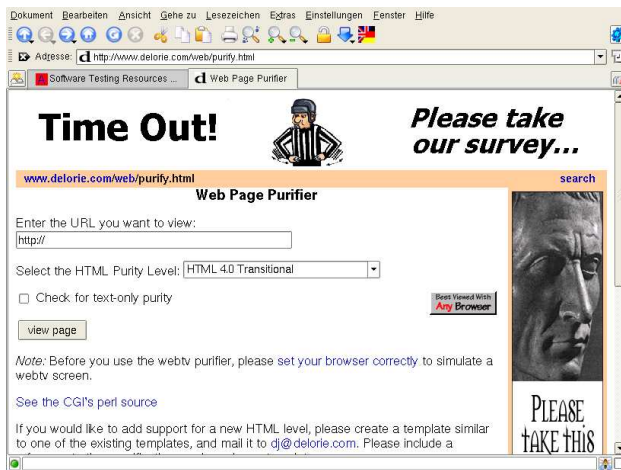 Dokument Bearbeiten Ansicht Gehe zu Lesezeichen Extras Einstellungen Fenster Hilfe
Adresse: http://www.delorie.com/web/purify.html
Software Testing Resources ... Web Page Purifier
Time Out!
Please take
our survey...
www.delorie.com/web/purify.html search
Web Page Purifier
Enter the URL you want to view:
http://
Select the HTML Purity Level: HTML 4.0 Transitional
Check for text-only purity
Best Viewed With
Any Browser
view page
Note: Before you use the webtv purifier, please set your browser correctly to simulate a
webtv screen.
See the CGI's perl source
If you would like to add support for a new HTML level, please create a template similar
to one of the existing templates, and mail it to dj@delorie.com. Please include a
PLEASE
TAKE THIS